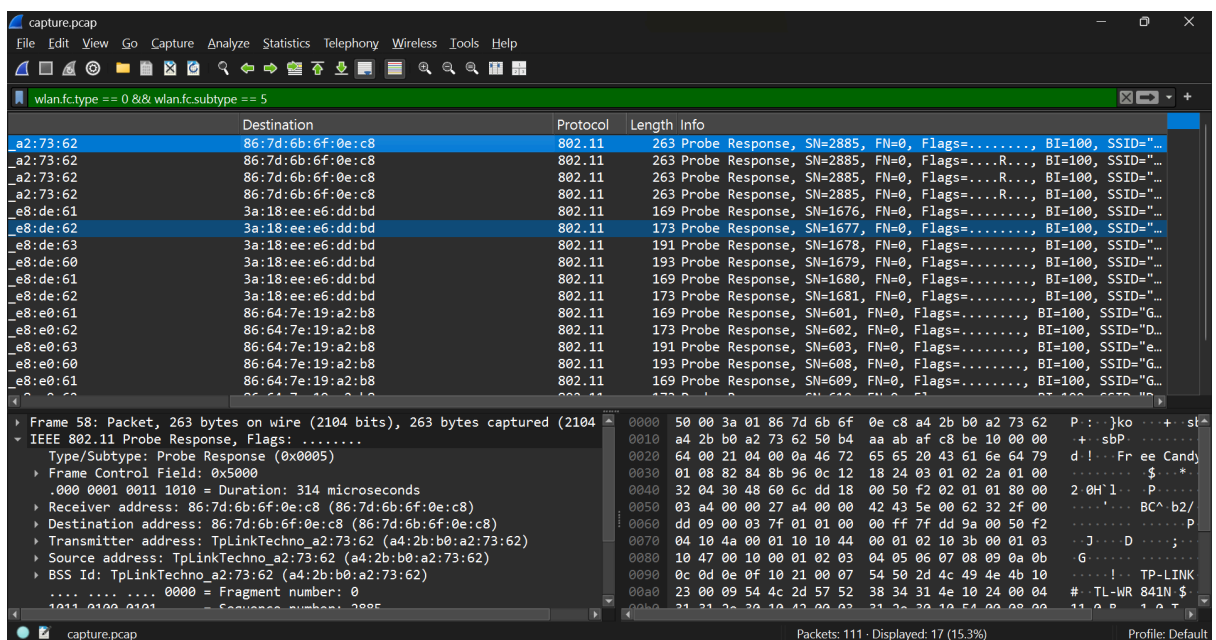 capture.pcap
File Edit View Go Capture Analyze Statistics Telephony Wireless Tools Help
wlan.fc.type == 0 && wlan.fc.subtype == 5
Destination Protocol Length Info
_a2:73:62 86:7d:6b:6f:0e:c8 802.11 263 Probe Response, SN=2885, FN=0, Flags=........, BI=100, SSID="…
_a2:73:62 86:7d:6b:6f:0e:c8 802.11 263 Probe Response, SN=2885, FN=0, Flags=....R..., BI=100, SSID="…
_a2:73:62 86:7d:6b:6f:0e:c8 802.11 263 Probe Response, SN=2885, FN=0, Flags=....R..., BI=100, SSID="…
_a2:73:62 86:7d:6b:6f:0e:c8 802.11 263 Probe Response, SN=2885, FN=0, Flags=....R..., BI=100, SSID="…
_e8:de:61 3a:18:ee:e6:dd:bd 802.11 169 Probe Response, SN=1676, FN=0, Flags=........, BI=100, SSID="…
_e8:de:62 3a:18:ee:e6:dd:bd 802.11 173 Probe Response, SN=1677, FN=0, Flags=........, BI=100, SSID="…
_e8:de:63 3a:18:ee:e6:dd:bd 802.11 191 Probe Response, SN=1678, FN=0, Flags=........, BI=100, SSID="…
_e8:de:60 3a:18:ee:e6:dd:bd 802.11 193 Probe Response, SN=1679, FN=0, Flags=........, BI=100, SSID="…
_e8:de:61 3a:18:ee:e6:dd:bd 802.11 169 Probe Response, SN=1680, FN=0, Flags=........, BI=100, SSID="…
_e8:de:62 3a:18:ee:e6:dd:bd 802.11 173 Probe Response, SN=1681, FN=0, Flags=........, BI=100, SSID="…
_e8:e0:61 86:64:7e:19:a2:b8 802.11 169 Probe Response, SN=601, FN=0, Flags=........, BI=100, SSID="G…
_e8:e0:62 86:64:7e:19:a2:b8 802.11 173 Probe Response, SN=602, FN=0, Flags=........, BI=100, SSID="D…
_e8:e0:63 86:64:7e:19:a2:b8 802.11 191 Probe Response, SN=603, FN=0, Flags=........, BI=100, SSID="e…
_e8:e0:60 86:64:7e:19:a2:b8 802.11 193 Probe Response, SN=608, FN=0, Flags=........, BI=100, SSID="G…
_e8:e0:61 86:64:7e:19:a2:b8 802.11 169 Probe Response, SN=609, FN=0, Flags=........, BI=100, SSID="G…
Frame 58: Packet, 263 bytes on wire (2104 bits), 263 bytes captured (2104
IEEE 802.11 Probe Response, Flags: ........
Type/Subtype: Probe Response (0x0005)
Frame Control Field: 0x5000
.000 0001 0011 1010 = Duration: 314 microseconds
Receiver address: 86:7d:6b:6f:0e:c8 (86:7d:6b:6f:0e:c8)
Destination address: 86:7d:6b:6f:0e:c8 (86:7d:6b:6f:0e:c8)
Transmitter address: TpLinkTechno_a2:73:62 (a4:2b:b0:a2:73:62)
Source address: TpLinkTechno_a2:73:62 (a4:2b:b0:a2:73:62)
BSS Id: TpLinkTechno_a2:73:62 (a4:2b:b0:a2:73:62)
.... .... .... 0000 = Fragment number: 0
1011 0100 0101 .... = Sequence number: 2885
0000 50 00 3a 01 86 7d 6b 6f 0e c8 a4 2b b0 a2 73 62 P·:··}ko ···+··sb
0010 a4 2b b0 a2 73 62 50 b4 aa ab af c8 be 10 00 00 ·+··sbP· ········
0020 64 00 21 04 00 0a 46 72 65 65 20 43 61 6e 64 79 d·!···Fr ee Candy
0030 01 08 82 84 8b 96 0c 12 18 24 03 01 02 2a 01 00 ········ ·$···*··
0040 32 04 30 48 60 6c dd 18 00 50 f2 02 01 01 80 00 2·0H`l·· ·P······
0050 03 a4 00 00 27 a4 00 00 42 43 5e 00 62 32 2f 00 ····'··· BC^·b2/·
0060 dd 09 00 03 7f 01 01 00 00 ff 7f dd 9a 00 50 f2 ········ ······P·
0070 04 10 4a 00 01 10 10 44 00 01 02 10 3b 00 01 03 ··J····D ····;···
0080 10 47 00 10 00 01 02 03 04 05 06 07 08 09 0a 0b ·G······ ········
0090 0c 0d 0e 0f 10 21 00 07 54 50 2d 4c 49 4e 4b 10 ·····!·· TP-LINK·
00a0 23 00 09 54 4c 2d 57 52 38 34 31 4e 10 24 00 04 #··TL-WR 841N·$··
capture.pcap
Packets: 111 · Displayed: 17 (15.3%)
Profile: Default